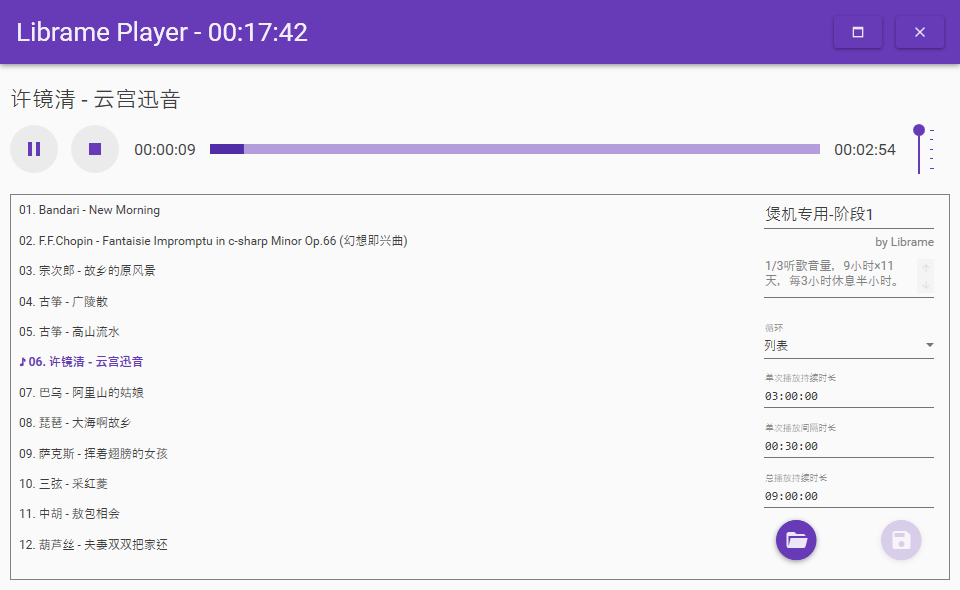 Librame Player - 00:17:42
许镜清 - 云宫迅音
00:00:09
00:02:54
01. Bandari - New Morning
02. F.F.Chopin - Fantaisie Impromptu in c-sharp Minor Op.66 (幻想即兴曲)
03. 宗次郎 - 故乡的原风景
04. 古筝 - 广陵散
05. 古筝 - 高山流水
♪ 06. 许镜清 - 云宫迅音
07. 巴乌 - 阿里山的姑娘
08. 琵琶 - 大海啊故乡
09. 萨克斯 - 挥着翅膀的女孩
10. 三弦 - 采红菱
11. 中胡 - 敖包相会
12. 葫芦丝 - 夫妻双双把家还
煲机专用-阶段1
by Librame
1/3听歌音量，9小时×11
天，每3小时休息半小时。
循环
列表
单次播放持续时长
03:00:00
单次播放间隔时长
00:30:00
总播放持续时长
09:00:00